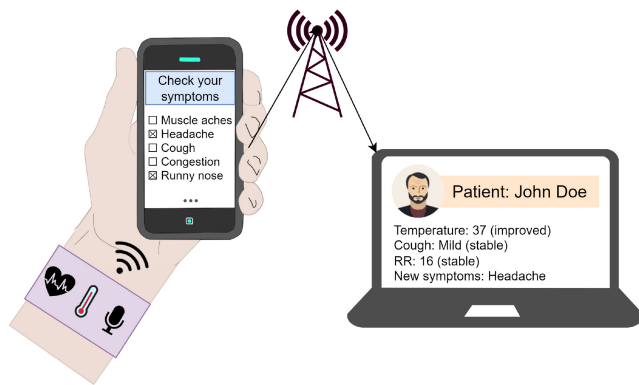 Check your
symptoms
☐ Muscle aches
☒ Headache
☐ Cough
☐ Congestion
☒ Runny nose
...
Patient: John Doe
Temperature: 37 (improved)
Cough: Mild (stable)
RR: 16 (stable)
New symptoms: Headache